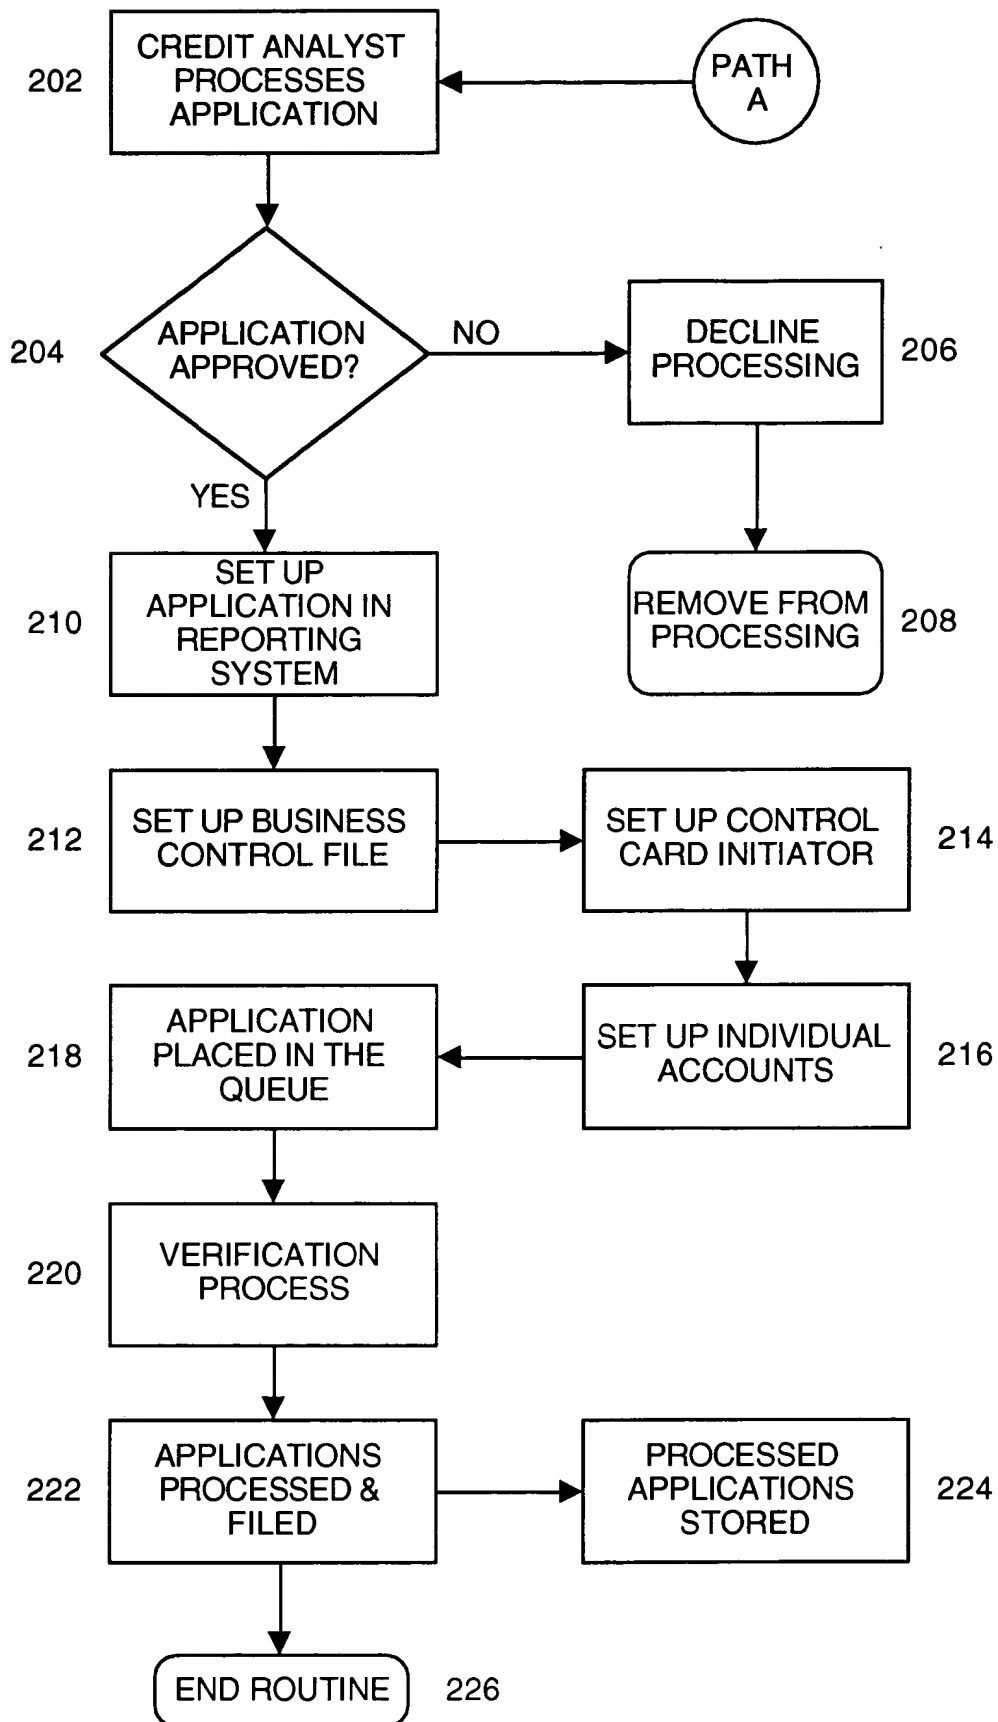 202
CREDIT ANALYST
PROCESSES
APPLICATION
PATH
A
204
APPLICATION
APPROVED?
NO
DECLINE
PROCESSING
206
YES
210
SET UP
APPLICATION IN
REPORTING
SYSTEM
REMOVE FROM
PROCESSING
208
212
SET UP BUSINESS
CONTROL FILE
SET UP CONTROL
CARD INITIATOR
214
218
APPLICATION
PLACED IN THE
QUEUE
SET UP INDIVIDUAL
ACCOUNTS
216
220
VERIFICATION
PROCESS
222
APPLICATIONS
PROCESSED &
FILED
PROCESSED
APPLICATIONS
STORED
224
END ROUTINE
226